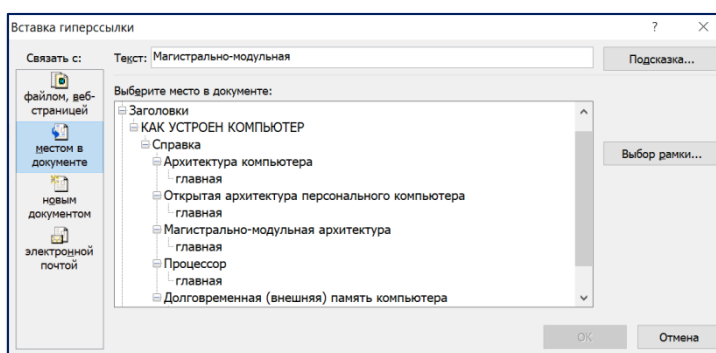 Вставка гиперссылки
?
Связать с:
Текст: Магистрально-модульная
Подсказка...
файлом, веб-
страницей
местом в
документе
новым
документом
электронной
почтой
Выберите место в документе:
Заголовки
КАК УСТРОЕН КОМПЬЮТЕР
Справка
Архитектура компьютера
главная
Открытая архитектура персонального компьютера
главная
Магистрально-модульная архитектура
главная
Процессор
главная
Долговременная (внешняя) память компьютера
Выбор рамки...
ОК
Отмена